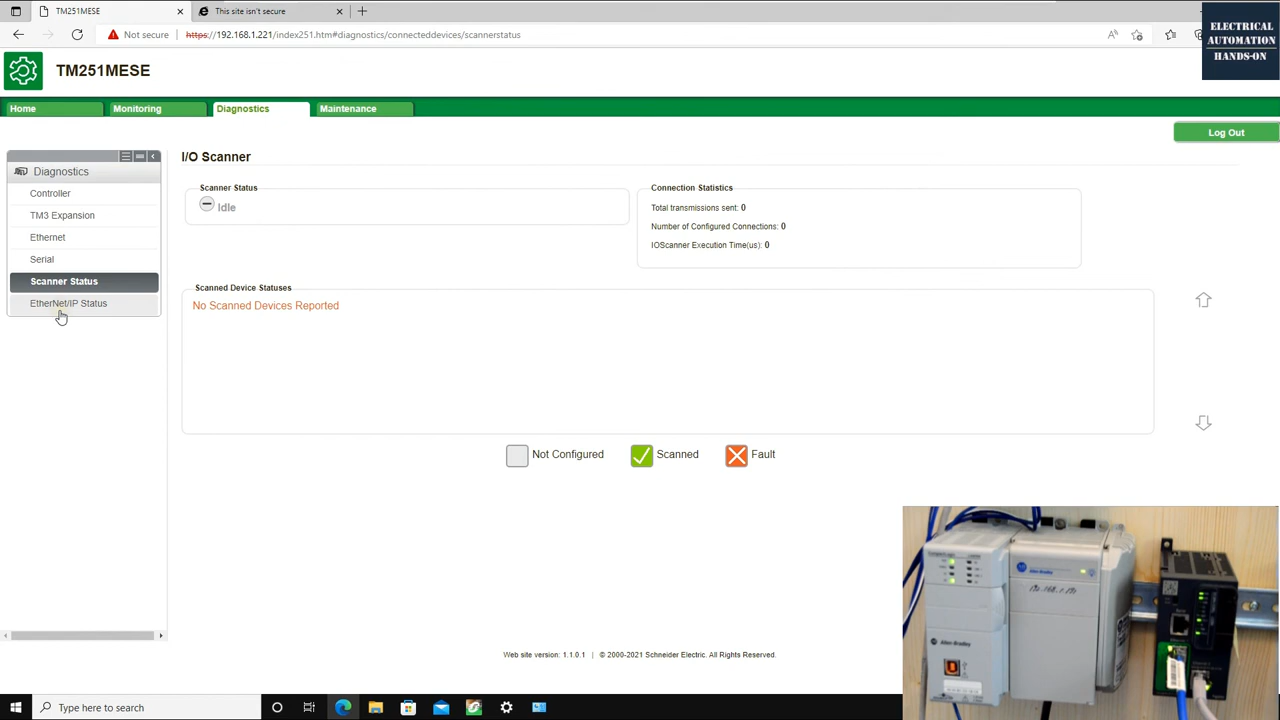 TM251MESE
This site isn't secure
Not secure
https://192.168.1.221/index251.htm#diagnostics/connecteddevices/scannerstatus
ELECTRICAL
AUTOMATION
HANDS-ON
TM251MESE
Home
Monitoring
Diagnostics
Maintenance
Log Out
Diagnostics
Controller
TM3 Expansion
Ethernet
Serial
Scanner Status
EtherNet/IP Status
I/O Scanner
Scanner Status
Idle
Connection Statistics
Total transmissions sent: 0
Number of Configured Connections: 0
IOScanner Execution Time(us): 0
Scanned Device Statuses
No Scanned Devices Reported
Not Configured
Scanned
Fault
Web site version: 1.1.0.1 | © 2000-2021 Schneider Electric. All rights reserved.
Allen-Bradley
Allen-Bradley
Type here to search